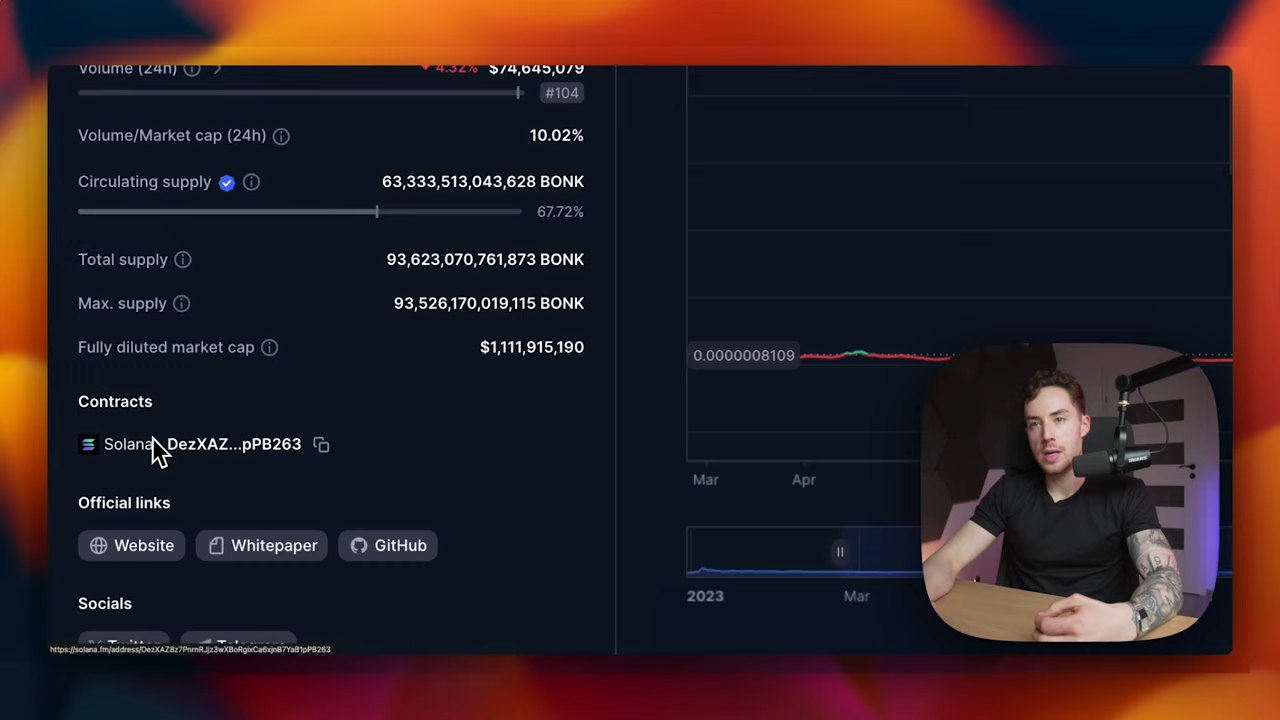 Volume (24h)
4.32% $74,645,079
#104
Volume/Market cap (24h) 10.02%
Circulating supply 63,333,513,043,628 BONK
67.72%
Total supply 93,623,070,761,873 BONK
Max. supply 93,526,170,019,115 BONK
Fully diluted market cap $1,111,915,190
Contracts
Solana DezXAZ...pPB263
Official links
Website Whitepaper GitHub
Socials
Twitter Telegram
0.0000008109
Mar Apr
2023 Mar